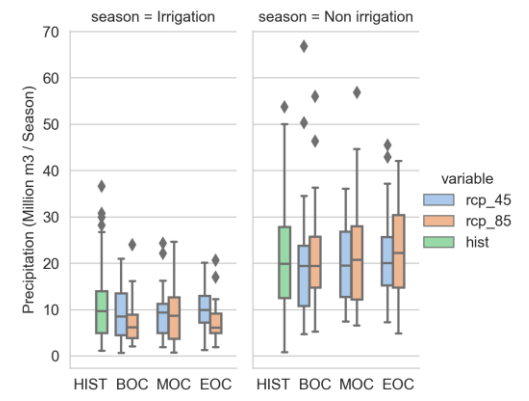 season = Irrigation
season = Non irrigation
70
60
50
40
30
20
10
0
Precipitation (Million m3 / Season)
HIST BOC MOC EOC
HIST BOC MOC EOC
variable
rcp_45
rcp_85
hist